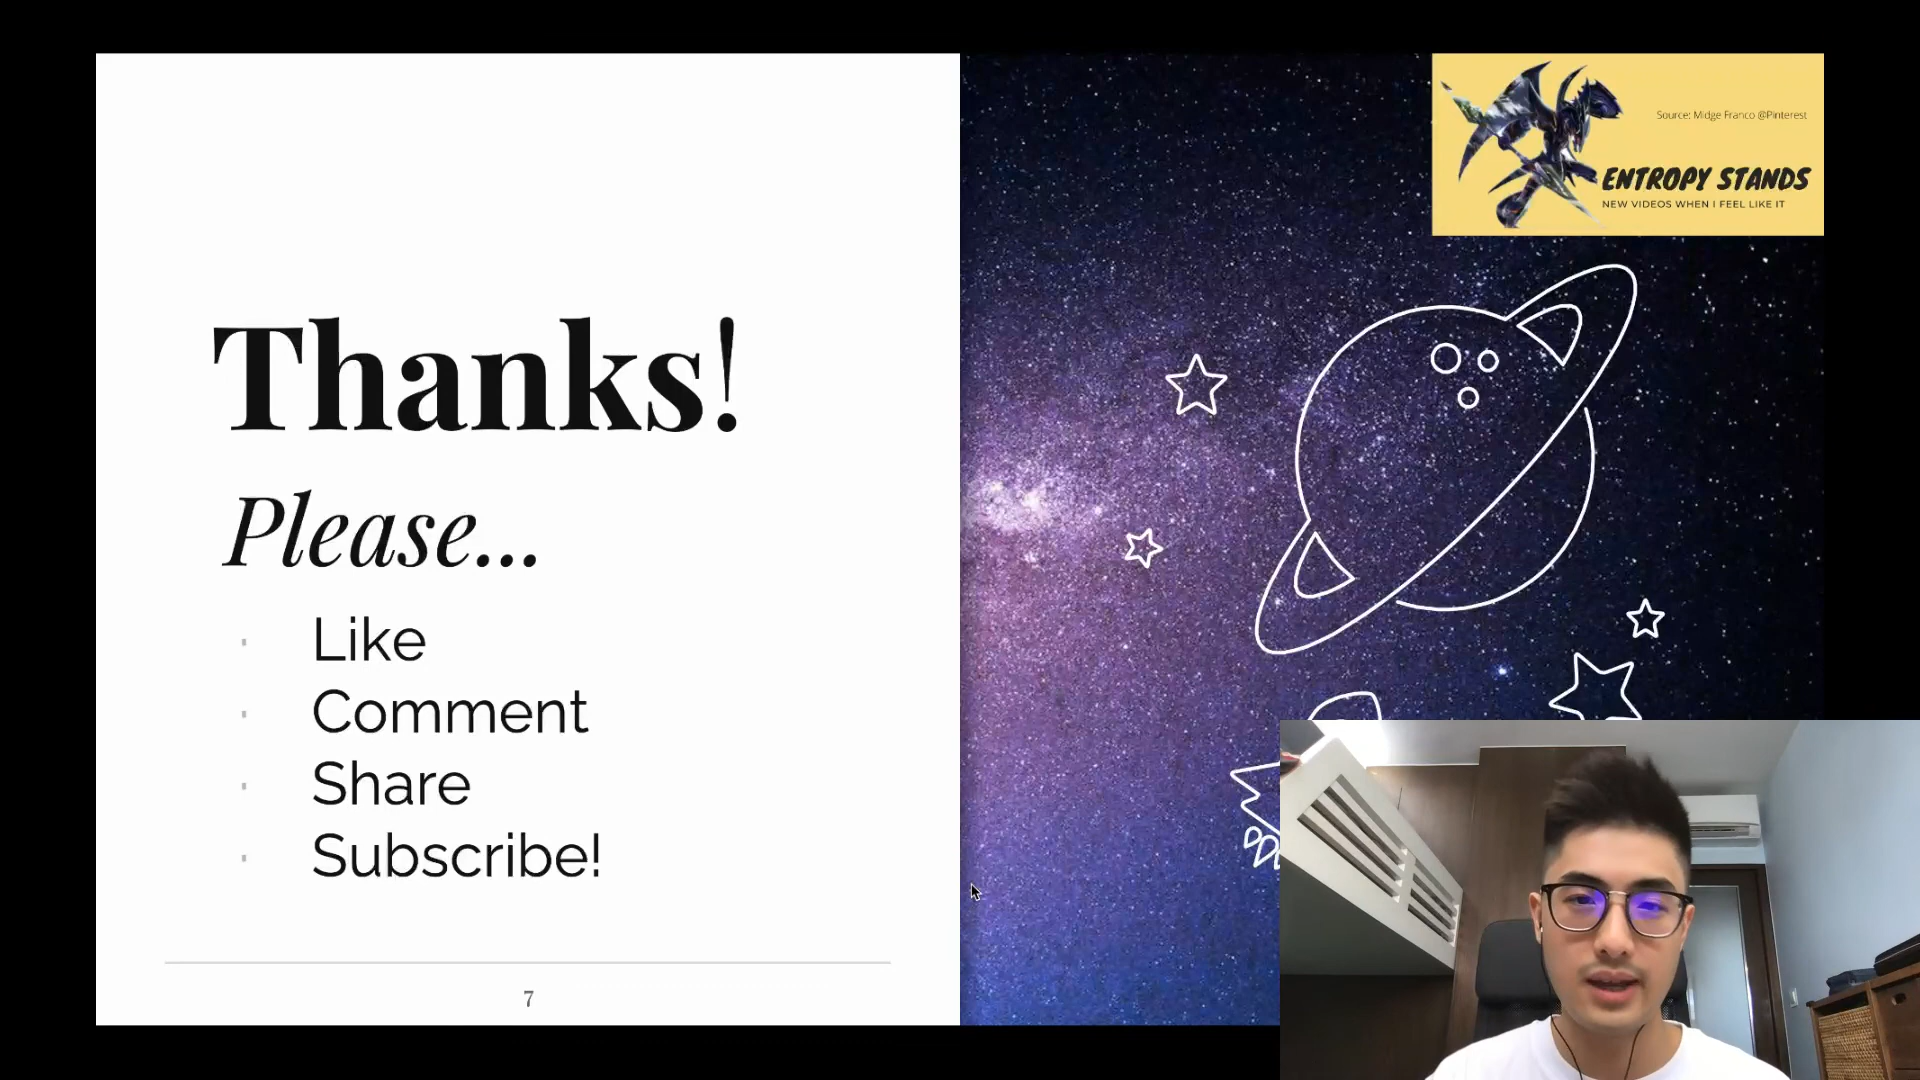 Thanks!
Please...
· Like
· Comment
· Share
· Subscribe!
7
Source: Midge Franco @Pinterest
ENTROPY STANDS
NEW VIDEOS WHEN I FEEL LIKE IT